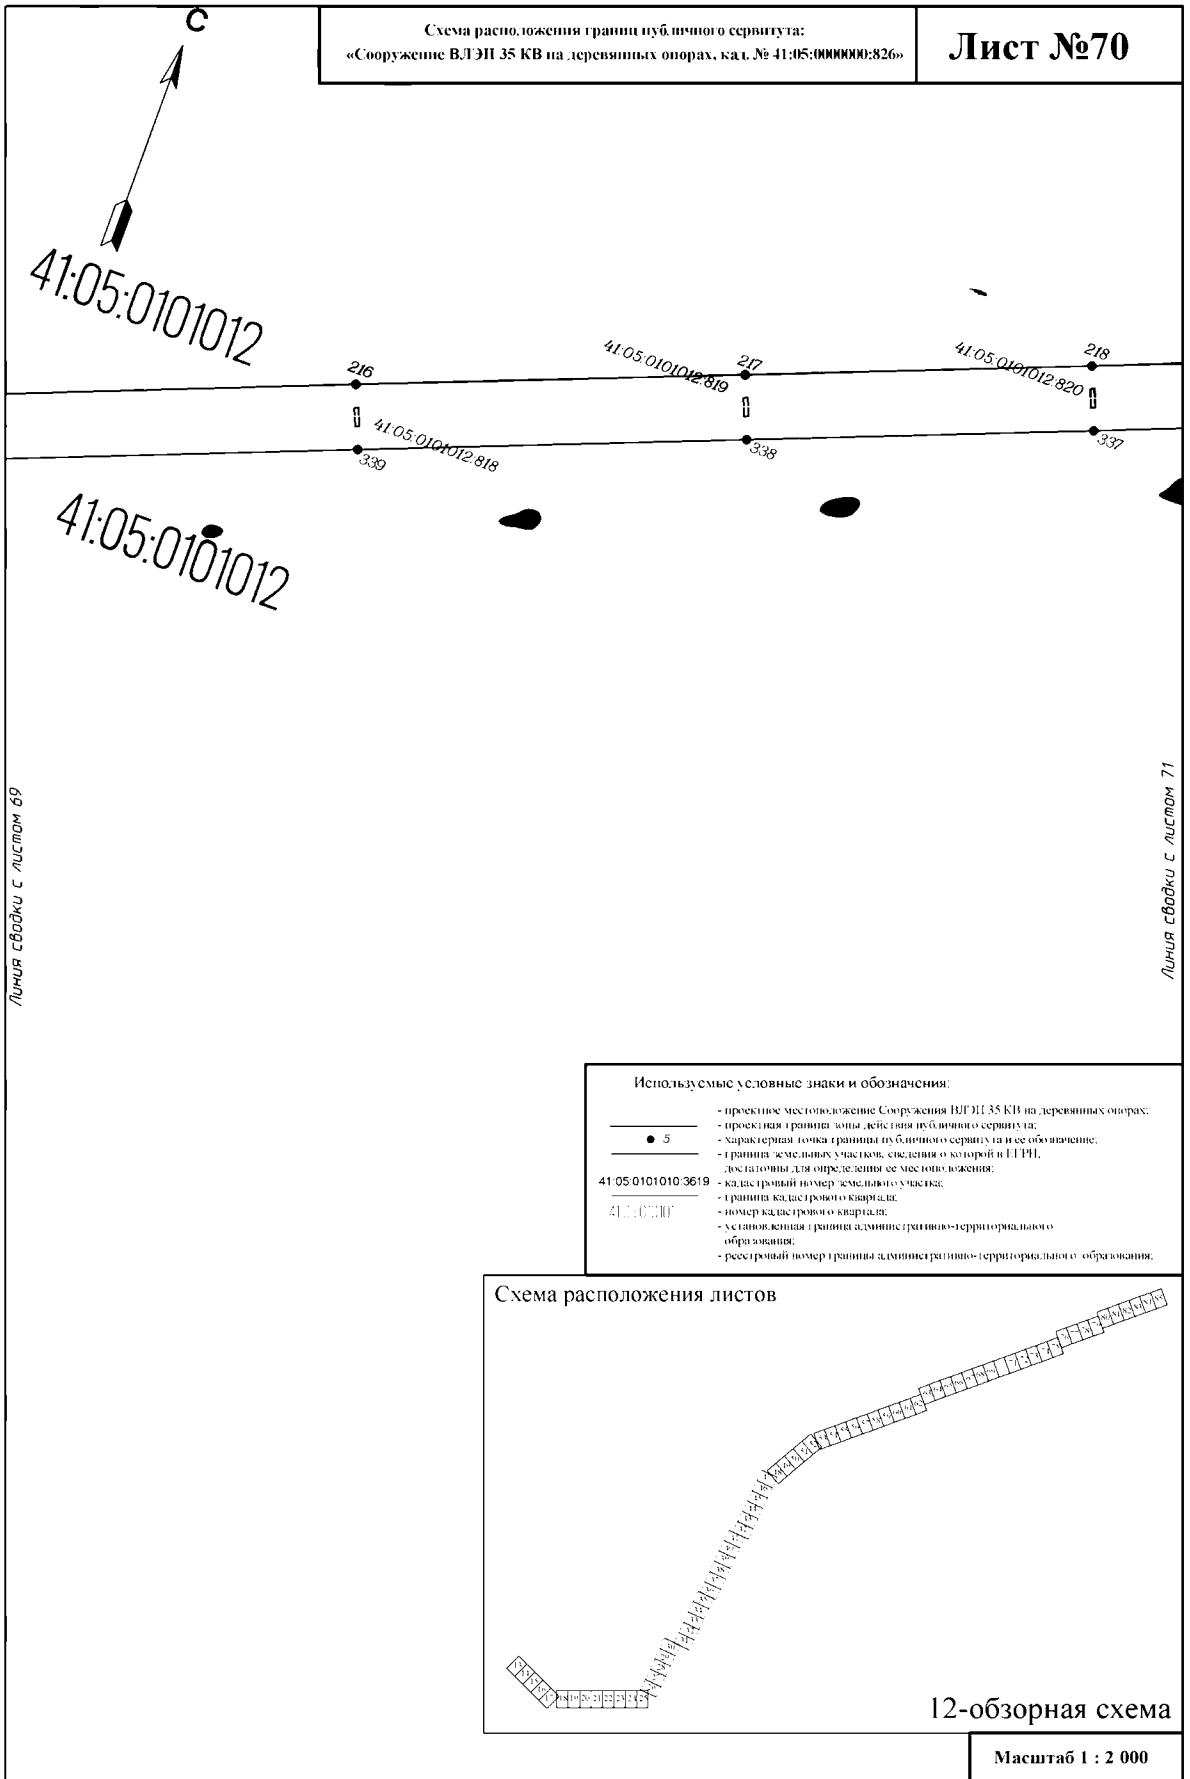 С
Схема расположения границ публичного сервитута:
«Сооружение ВЛЭП 35 КВ на деревянных опорах, кад. № 41:05:0000000:826»
Лист №70
41:05:0101012
216
41:05:0101012:819
217
41:05:0101012:820
218
41:05:0101012:818
339
338
337
41:05:0101012
Линия сводки с листом 69
Линия сводки с листом 71
Используемые условные знаки и обозначения:
- проектное местоположение Сооружения ВЛЭП 35 КВ на деревянных опорах;
- проектная граница зоны действия публичного сервитута;
5 - характерная точка границы публичного сервитута и ее обозначение;
- граница земельных участков, сведения о которой в ЕГРН,
достаточны для определения ее местоположения;
41:05:0101010:3619 - кадастровый номер земельного участка;
- граница кадастрового квартала;
- номер кадастрового квартала;
- установленная граница административно-территориального
образования;
- реестровый номер границы административно-территориального образования;
Схема расположения листов
12-обзорная схема
Масштаб 1 : 2 000